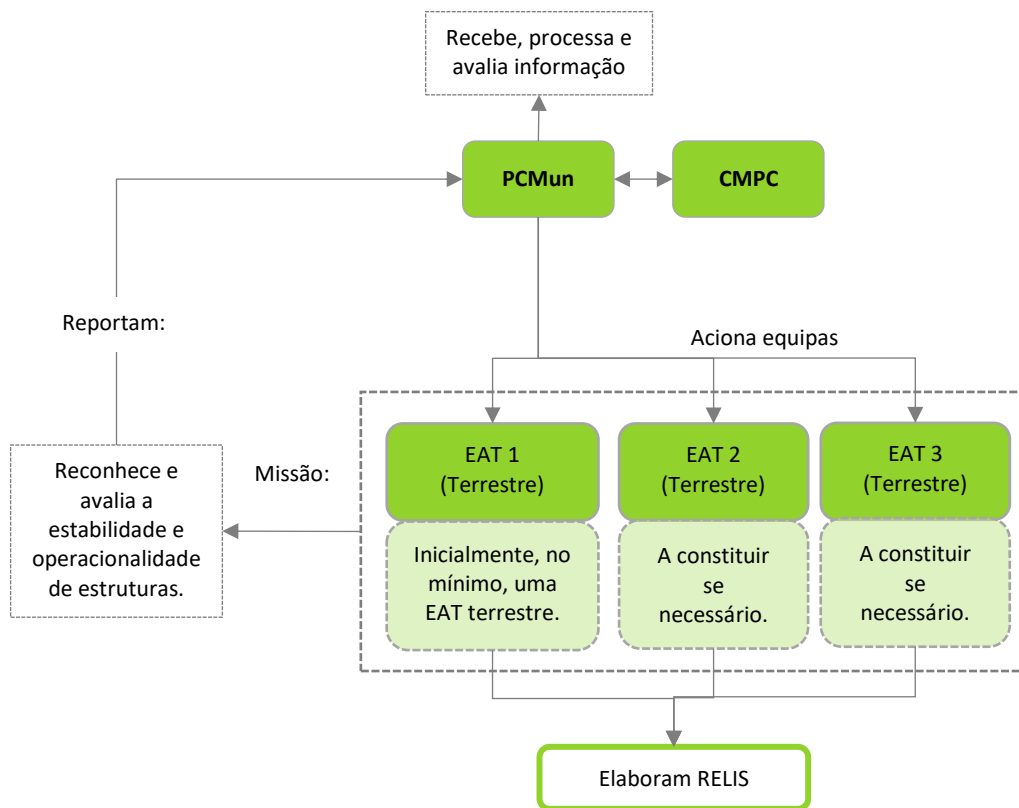 Recebe, processa e
avalia informação
PCMun
CMPC
Reportam:
Aciona equipas
Reconhece e
avalia a
estabilidade e
operacionalidade
de estruturas.
Missão:
EAT 1
(Terrestre)
EAT 2
(Terrestre)
EAT 3
(Terrestre)
Inicialmente, no
mínimo, uma
EAT terrestre.
A constituir
se
necessário.
A constituir
se
necessário.
Elaboram RELIS